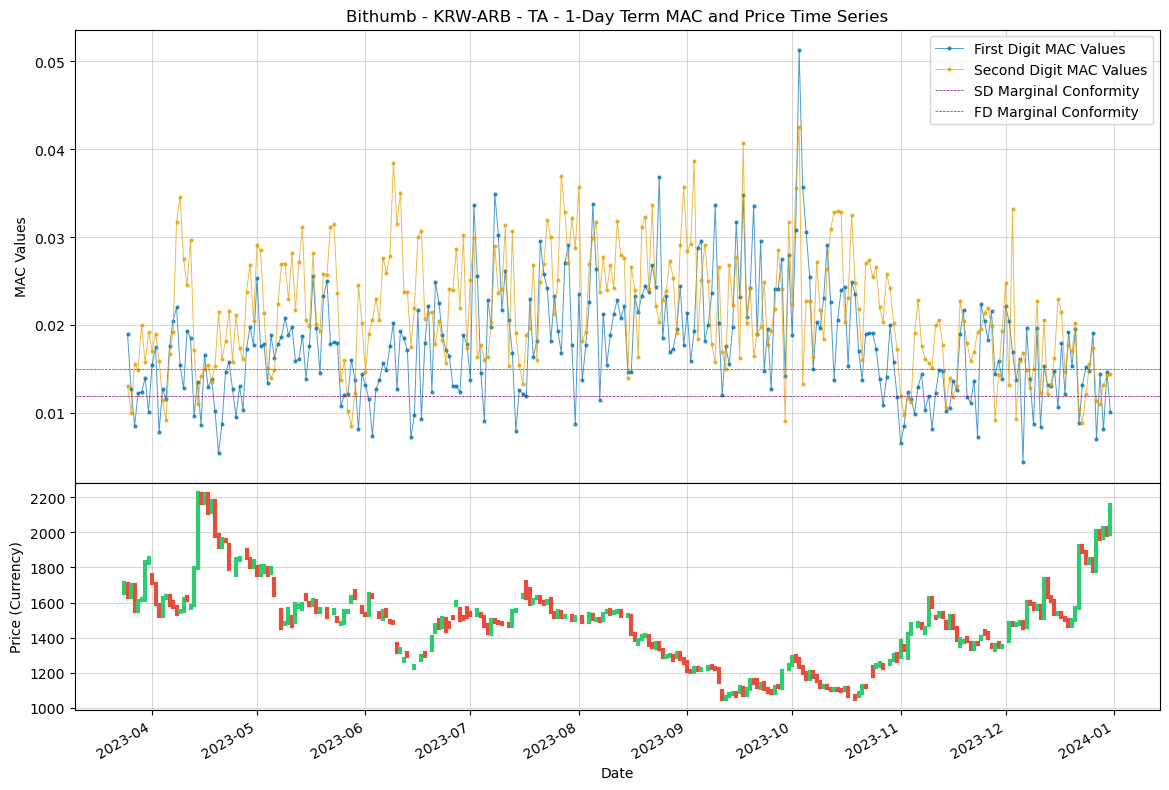 Bithumb - KRW-ARB - TA - 1-Day Term MAC and Price Time Series
First Digit MAC Values
Second Digit MAC Values
SD Marginal Conformity
FD Marginal Conformity
MAC Values
0.05
0.04
0.03
0.02
0.01
Price (Currency)
2200
2000
1800
1600
1400
1200
1000
2023-04
2023-05
2023-06
2023-07
2023-08
2023-09
2023-10
2023-11
2023-12
2024-01
Date